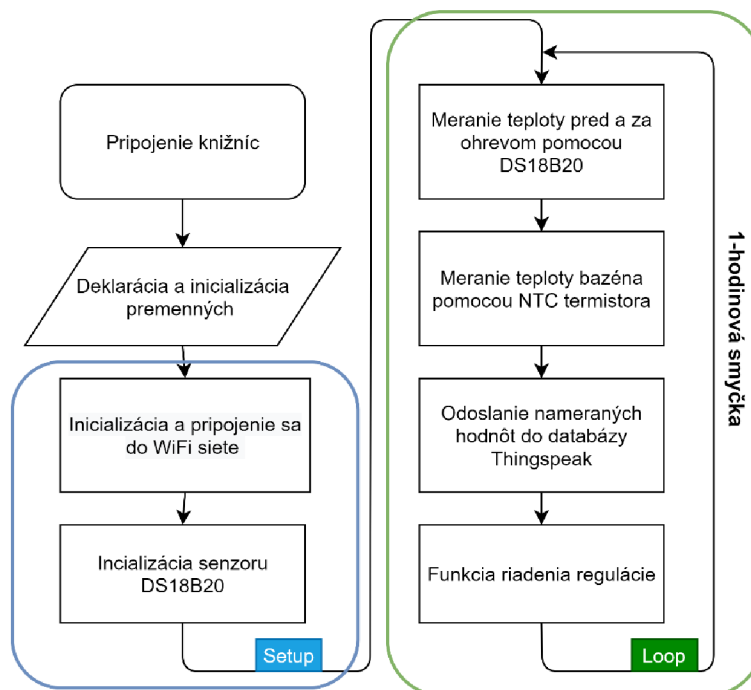 Pripojenie knižníc
Deklarácia a inicializácia
premenných
Inicializácia a pripojenie sa
do WiFi siete
Incializácia senzoru
DS18B20
Setup
Meranie teploty pred a za
ohrevom pomocou
DS18B20
Meranie teploty bazéna
pomocou NTC termistora
Odoslanie nameraných
hodnôt do databázy
Thingspeak
Funkcia riadenia regulácie
Loop
1-hodinová smyčka